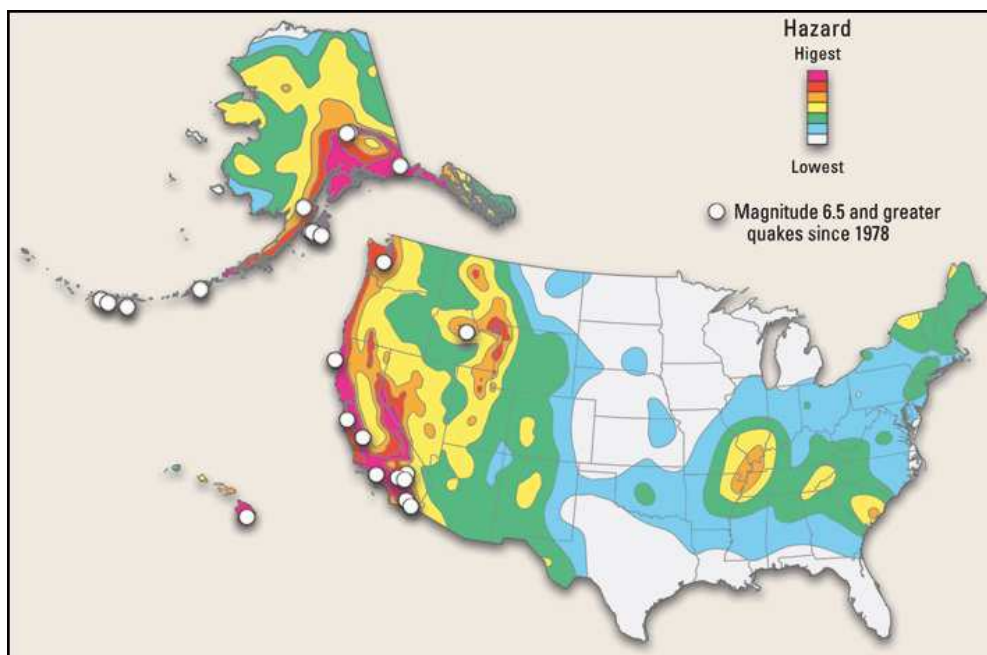 Hazard
Higest
Lowest
Magnitude 6.5 and greater
quakes since 1978